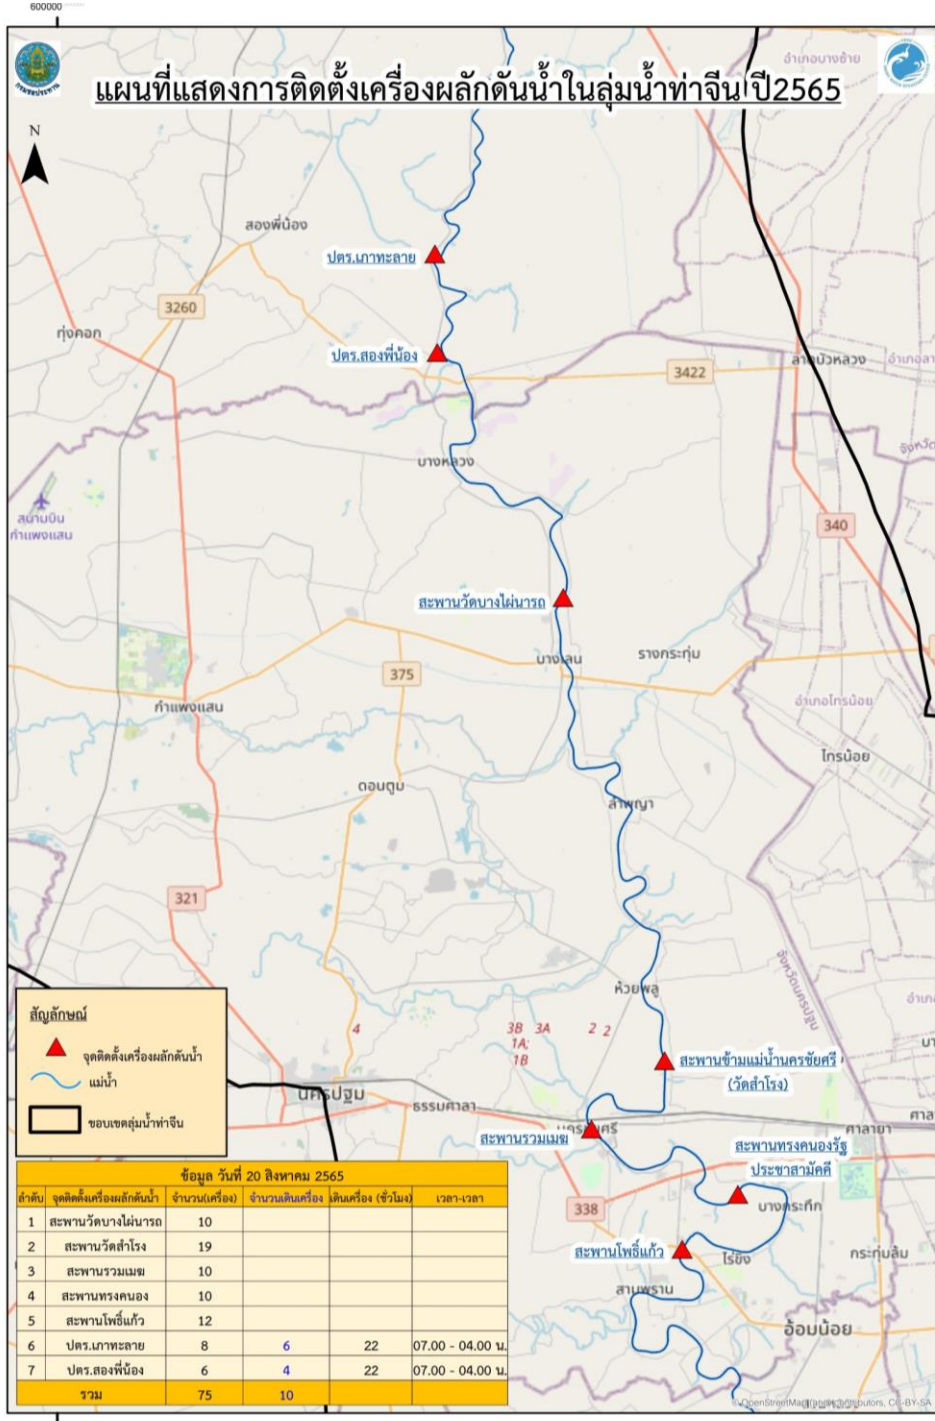 600000
แผนที่แสดงการติดตั้งเครื่องผลักดันน้ำในลุ่มน้ำท่าจีน ปี2565
กรมชลประทาน
อำเภอบางซ้าย
N
สองพี่น้อง
ปตร.เภาทะลาย
3260
ทุ่งคอก
ปตร.สองพี่น้อง
3422
ลาดบัวหลวง
บางหลวง
สนามบิน
กำแพงแสน
340
สะพานวัดบางไผ่นารถ
บางเลน
รางกระทุ่ม
375
กำแพงแสน
อำเภอไทรน้อย
ไทรน้อย
ดอนตูม
ลำพญา
321
จังหวัดนครปฐม
ห้วยพลู
4
3B 3A 2 2
1A;
1B
สัญลักษณ์
จุดติดตั้งเครื่องผลักดันน้ำ
แม่น้ำ
ขอบเขตลุ่มน้ำท่าจีน
สะพานข้ามแม่น้ำนครชัยศรี
(วัดสำโรง)
นครปฐม
ธรรมศาลา
สะพานรวมเมฆ
ศาลายา
สะพานทรงคนองรัฐ
ประชาสามัคคี
338
บางกระทึก
สะพานโพธิ์แก้ว
ไร่ขิง
กระทุ่มล้ม
สามพราน
อ้อมน้อย
ข้อมูล วันที่ 20 สิงหาคม 2565
ลำดับ จุดติดตั้งเครื่องผลักดันน้ำ จำนวน(เครื่อง) จำนวนเดินเครื่อง เดินเครื่อง (ชั่วโมง) เวลา-เวลา
1 สะพานวัดบางไผ่นารถ 10
2 สะพานวัดสำโรง 19
3 สะพานรวมเมฆ 10
4 สะพานทรงคนอง 10
5 สะพานโพธิ์แก้ว 12
6 ปตร.เภาทะลาย 8 6 22 07.00 - 04.00 น.
7 ปตร.สองพี่น้อง 6 4 22 07.00 - 04.00 น.
รวม 75 10
© OpenStreetMap (and) contributors, CC-BY-SA